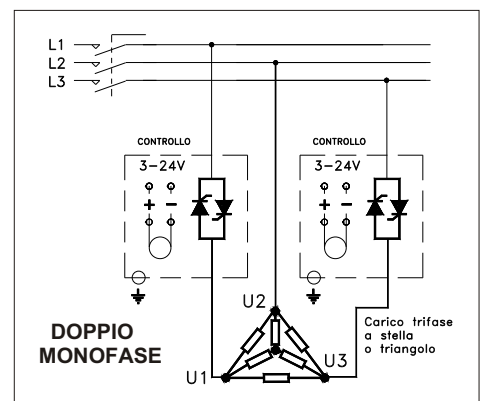 L1
L2
L3
CONTROLLO
3-24V
+ -
CONTROLLO
3-24V
+ -
U2
DOPPIO
MONOFASE
Carico trifase
a stella
o triangolo
U3
U1